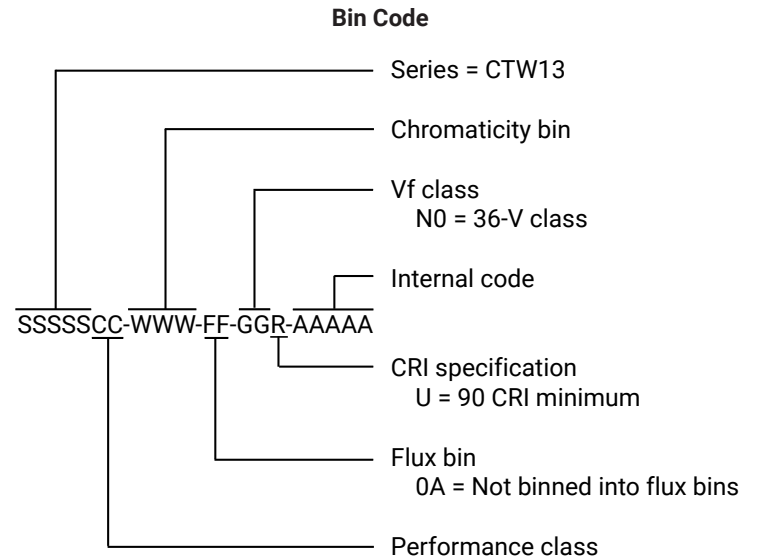 Bin Code
Series = CTW13
Chromaticity bin
Vf class
N0 = 36-V class
Internal code
SSSSSCC-WWW-FF-GGR-AAAAA
CRI specification
U = 90 CRI minimum
Flux bin
0A = Not binned into flux bins
Performance class